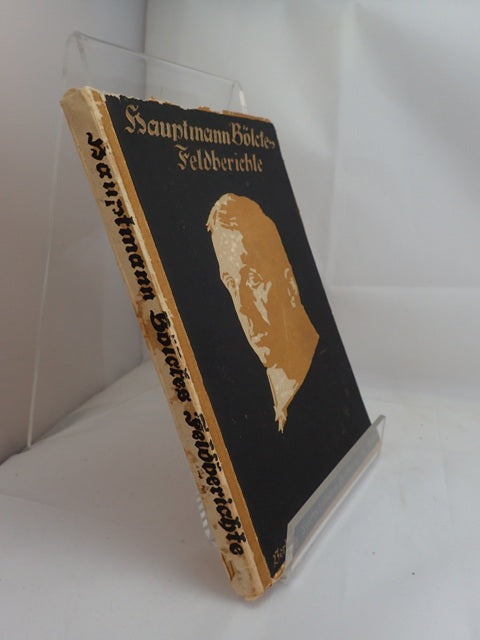 Hauptmann Bölckes
Feldberichte
Hauptmann Bölckes Feldberichte